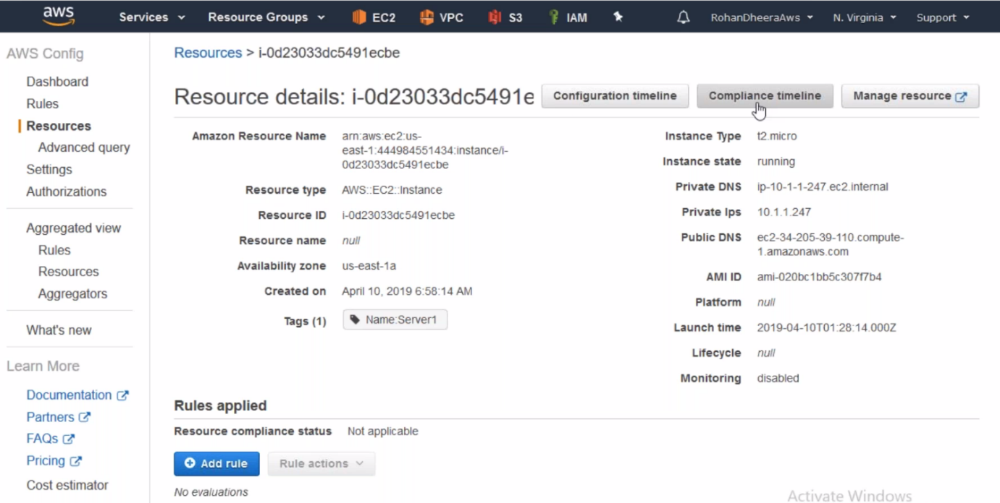 aws
Services Resource Groups EC2 VPC S3 IAM RohanDheeraAws N. Virginia Support
AWS Config
Dashboard
Rules
Resources
Advanced query
Settings
Authorizations
Aggregated view
Rules
Resources
Aggregators
What's new
Learn More
Documentation
Partners
FAQs
Pricing
Cost estimator
Resources > i-0d23033dc5491ecbe
Resource details: i-0d23033dc5491e
Configuration timeline
Compliance timeline
Manage resource
Amazon Resource Name arn:aws:ec2:us-
east-1:444984551434:instance/i-
0d23033dc5491ecbe
Resource type AWS::EC2::Instance
Resource ID i-0d23033dc5491ecbe
Resource name null
Availability zone us-east-1a
Created on April 10, 2019 6:58:14 AM
Tags (1) Name:Server1
Instance Type t2.micro
Instance state running
Private DNS ip-10-1-1-247.ec2.internal
Private Ips 10.1.1.247
Public DNS ec2-34-205-39-110.compute-
1.amazonaws.com
AMI ID ami-020bc1bb5c307f7b4
Platform null
Launch time 2019-04-10T01:28:14.000Z
Lifecycle null
Monitoring disabled
Rules applied
Resource compliance status Not applicable
Add rule Rule actions
No evaluations
Activate Windows